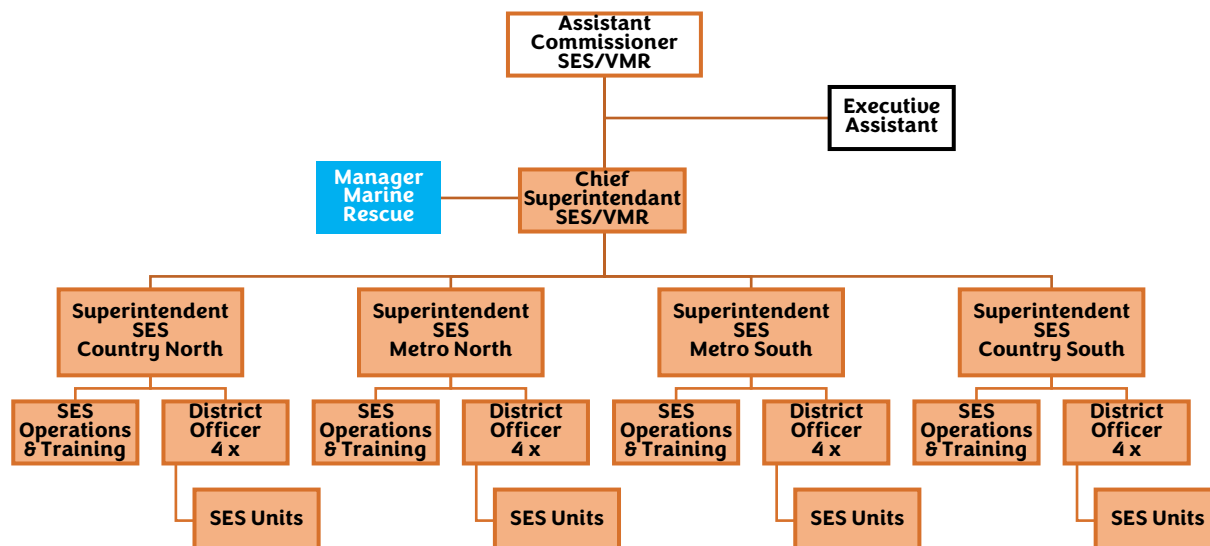 Assistant
Commissioner
SES/VMR
Executive
Assistant
Manager
Marine
Rescue
Chief
Superintendant
SES/VMR
Superintendent
SES
Country North
Superintendent
SES
Metro North
Superintendent
SES
Metro South
Superintendent
SES
Country South
SES
Operations
& Training
District
Officer
4 x
SES
Operations
& Training
District
Officer
4 x
SES
Operations
& Training
District
Officer
4 x
SES
Operations
& Training
District
Officer
4 x
SES Units
SES Units
SES Units
SES Units